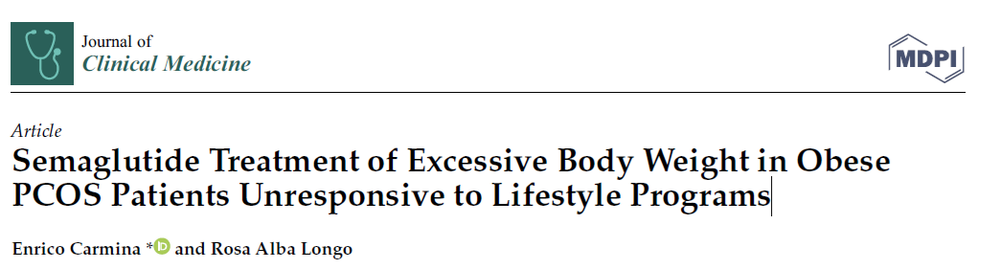 Journal of
Clinical Medicine
MDPI
Article
Semaglutide Treatment of Excessive Body Weight in Obese
PCOS Patients Unresponsive to Lifestyle Programs
Enrico Carmina * iD and Rosa Alba Longo